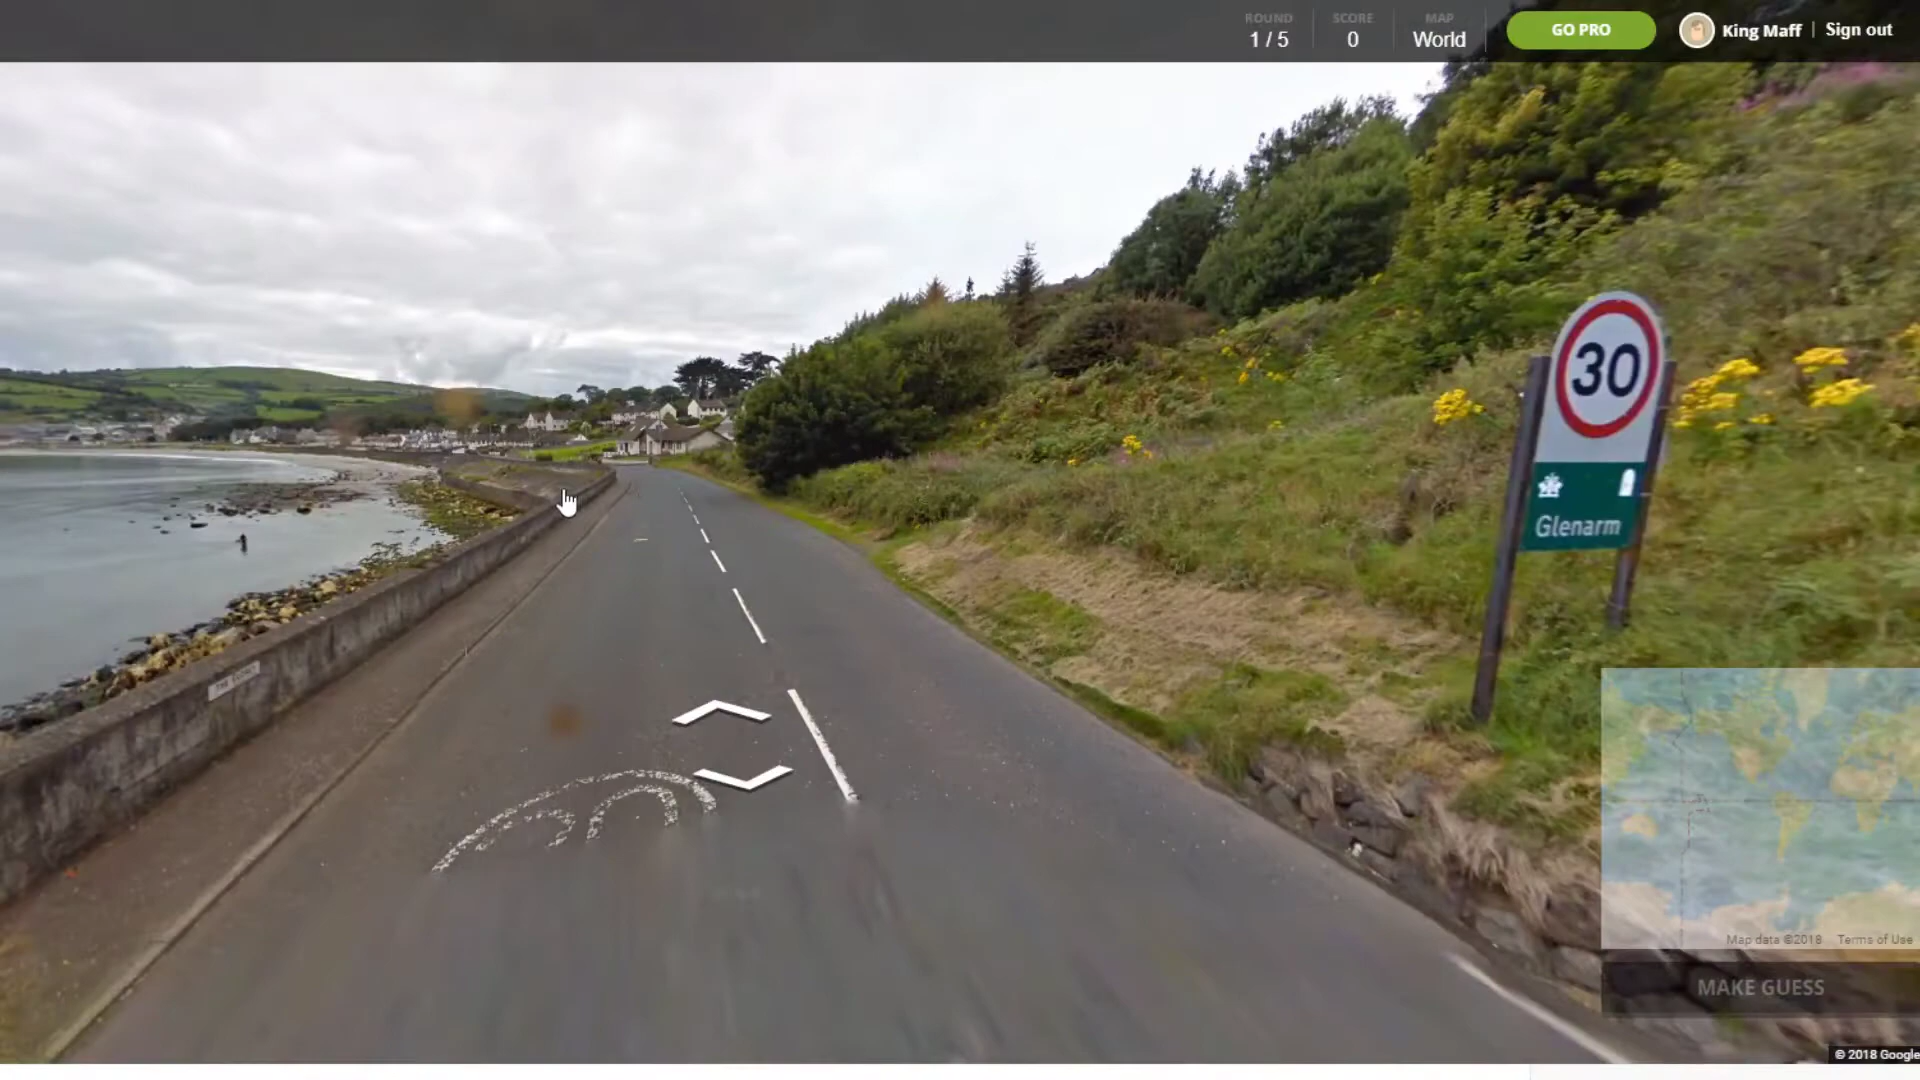 ROUND
1 / 5
SCORE
0
MAP
World
GO PRO
King Maff
Sign out
30
Glenarm
Map data ©2018
Terms of Use
MAKE GUESS
© 2018 Google